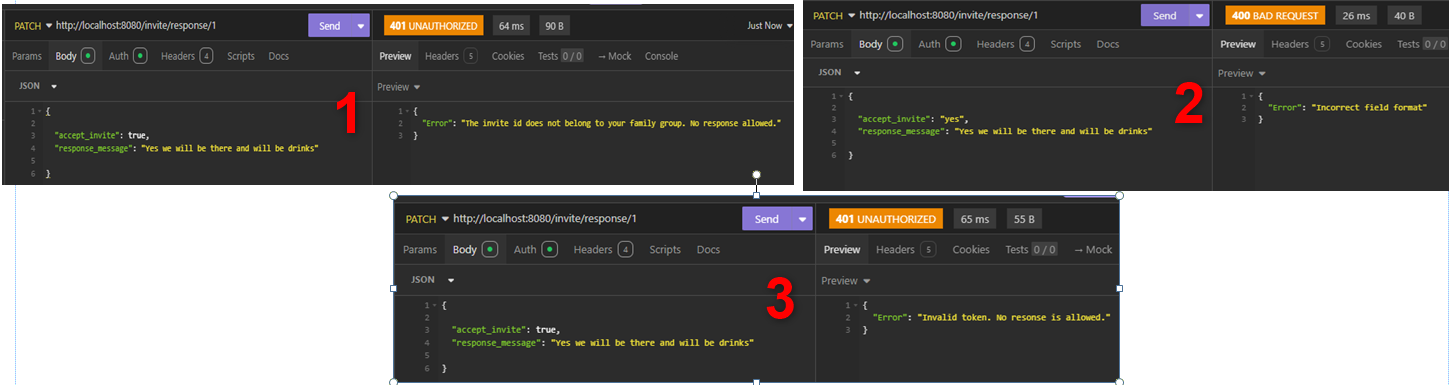 PATCH http://localhost:8080/invite/response/1 Send 401 UNAUTHORIZED 64 ms 90 B Just Now
Params Body Auth Headers 4 Scripts Docs Preview Headers 5 Cookies Tests 0 / 0 → Mock Console
JSON Preview
1 {
2
3 "accept_invite": true,
4 "response_message": "Yes we will be there and will be drinks"
5
6 }
1 {
2 "Error": "The invite id does not belong to your family group. No response allowed."
3 }
1
PATCH http://localhost:8080/invite/response/1 Send 400 BAD REQUEST 26 ms 40 B
Params Body Auth Headers 4 Scripts Docs Preview Headers 5 Cookies Tests 0 / 0
JSON Preview
1 {
2
3 "accept_invite": "yes",
4 "response_message": "Yes we will be there and will be drinks"
5
6 }
1 {
2 "Error": "Incorrect field format"
3 }
2
PATCH http://localhost:8080/invite/response/1 Send 401 UNAUTHORIZED 65 ms 55 B
Params Body Auth Headers 4 Scripts Docs Preview Headers 5 Cookies Tests 0 / 0 → Mock
JSON Preview
1 {
2
3 "accept_invite": true,
4 "response_message": "Yes we will be there and will be drinks"
5
6 }
1 {
2 "Error": "Invalid token. No resonse is allowed."
3 }
3